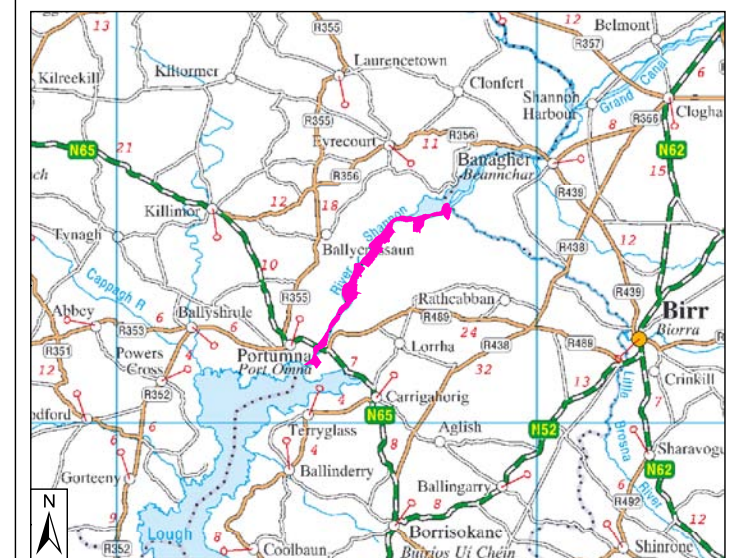 13
R355
12
Belmont
R357
Laurencetown
Kilreekill
Kiltormer
Clonfert
6
Grand Canal
Shannon
Harbour
Clogha
R355
R356
8
N65
21
Eyrecourt
11
R356
N62
Banagher
Beannchar
15
R356
R439
Killimor
12
18
River Shannon
Tynagh
Ballycrossaun
R438
12
10
Cappagh R
R355
Rathcabban
R439
Abbey
6
Ballyshrule
R489
Birr
Biorra
R353
6
24
R351
Portumna
Port Omna
Lorrha
R438
R489
12
Powers
Cross
4
7
32
13
Crinkill
R352
4
Carrigahorig
Little
Brosna
River
7
N65
N52
Terryglass
Aglish
6
6
4
8
Sharavogu
Gorteeny
Ballinderry
Ballingarry
6
N62
8
R492
N
9
Lough
8
Borrisokane
Buirios Uí Chéin
12
R352
Coolbaun
Shinrone